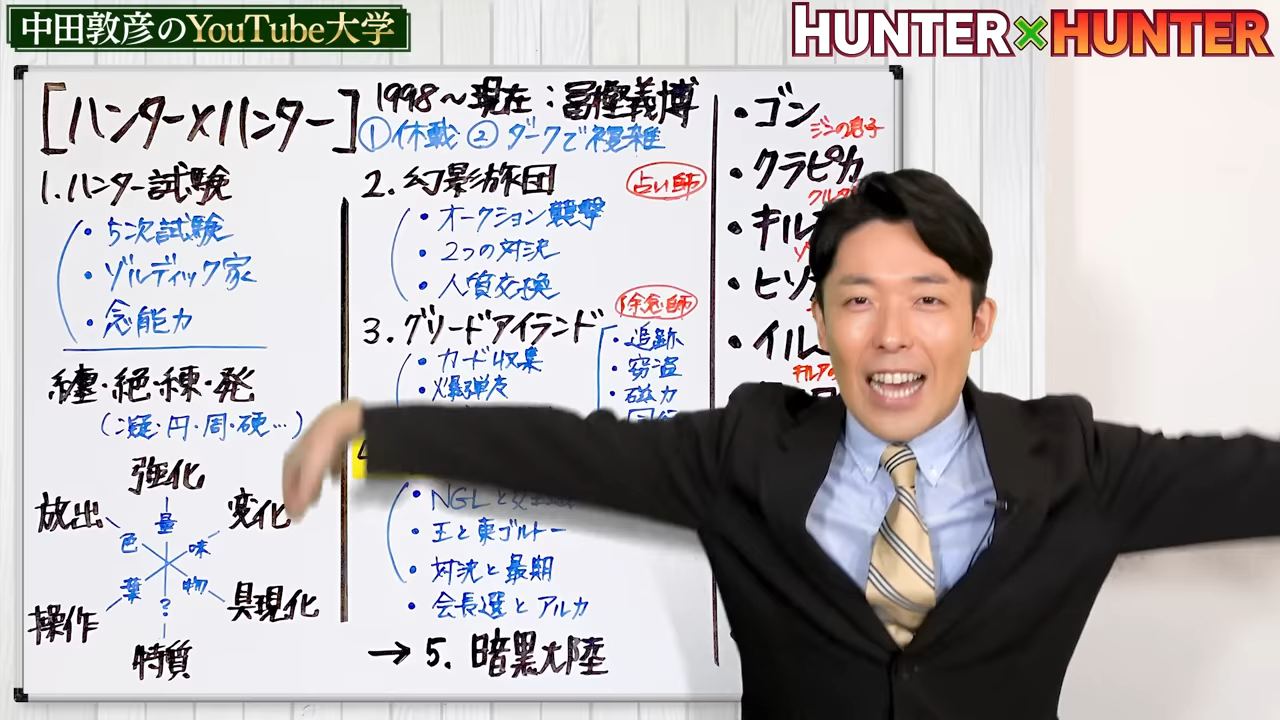 中田敦彦のYouTube大学
HUNTER×HUNTER
[ハンター×ハンター]
1998〜現在:冨樫義博
①休載 ②ダークで複雑
1.ハンター試験
・5次試験
・ゾルディック家
・念能力
纏・絶・練・発
(凝・円・周・硬…)
強化
放出
変化
量
色
味
葉
物
?
操作
具現化
特質
2.幻影旅団
占い師
・オークション襲撃
・2つの対決
・人質交換
除念師
3.グリードアイランド
・カード収集
・爆弾魔
・追跡
・窃盗
・磁力
・NGLと
・王と東ゴルトー
・対決と最期
・会長選とアルカ
→5.暗黒大陸
・ゴン
ジンの息子
・クラピカ
・キル
・ヒソ
・イル